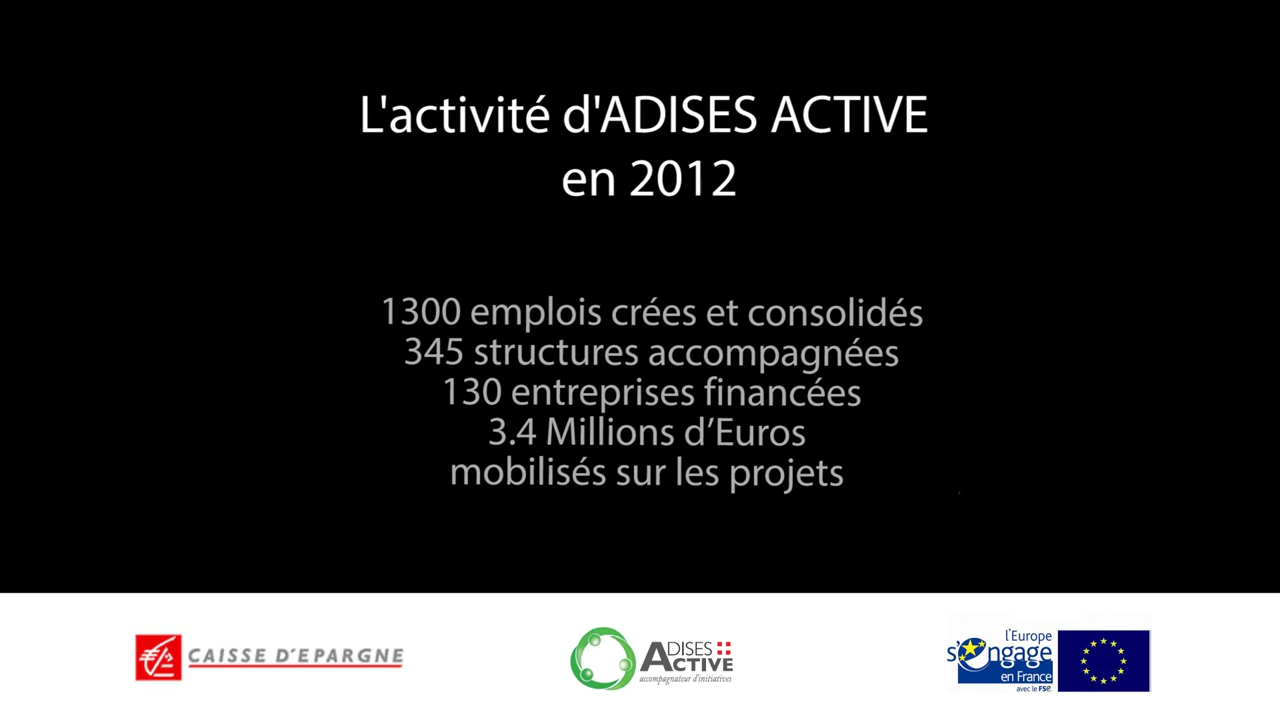 L'activité d'ADISES ACTIVE
en 2012
1300 emplois crées et consolidés
345 structures accompagnées
130 entreprises financées
3.4 Millions d’Euros
mobilisés sur les projets
CAISSE D'EPARGNE
ADISES
ACTIVE
accompagnateur d'initiatives
l'Europe
s'engage
en France
avec le FSE